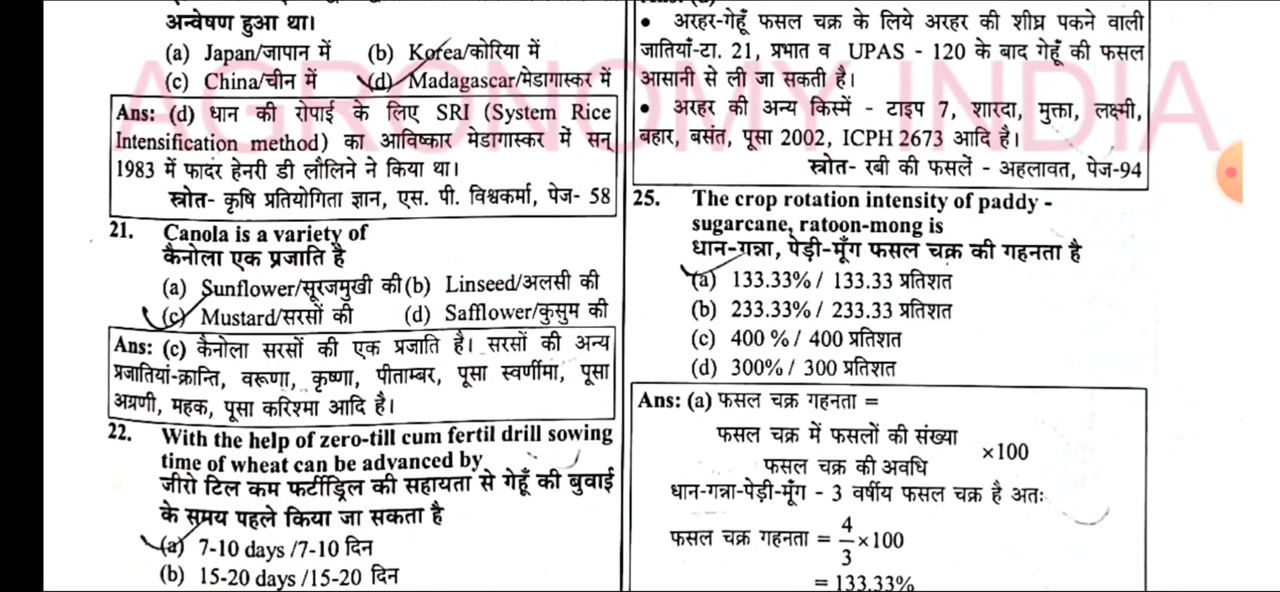 अन्वेषण हुआ था।
(a) Japan/जापान में (b) Korea/कोरिया में
(c) China/चीन में (d) Madagascar/मेडागास्कर में
Ans: (d) धान की रोपाई के लिए SRI (System Rice
Intensification method) का आविष्कार मेडागास्कर में सन्
1983 में फादर हेनरी डी लौलिने ने किया था।
स्त्रोत- कृषि प्रतियोगिता ज्ञान, एस. पी. विश्वकर्मा, पेज- 58
21. Canola is a variety of
कैनोला एक प्रजाति है
(a) Sunflower/सूरजमुखी की (b) Linseed/अलसी की
(c) Mustard/सरसों की (d) Safflower/कुसुम की
Ans: (c) कैनोला सरसों की एक प्रजाति है। सरसों की अन्य
प्रजातियां-क्रान्ति, वरूणा, कृष्णा, पीताम्बर, पूसा स्वर्णीमा, पूसा
अग्रणी, महक, पूसा करिश्मा आदि है।
22. With the help of zero-till cum fertil drill sowing
time of wheat can be advanced by
जीरो टिल कम फर्टीड्रिल की सहायता से गेहूँ की बुवाई
के समय पहले किया जा सकता है
(a) 7-10 days /7-10 दिन
(b) 15-20 days /15-20 दिन
• अरहर-गेहूँ फसल चक्र के लिये अरहर की शीघ्र पकने वाली
जातियाँ-टा. 21, प्रभात व UPAS - 120 के बाद गेहूँ की फसल
आसानी से ली जा सकती है।
• अरहर की अन्य किस्में - टाइप 7, शारदा, मुक्ता, लक्ष्मी,
बहार, बसंत, पूसा 2002, ICPH 2673 आदि है।
स्त्रोत- रबी की फसलें - अहलावत, पेज-94
25. The crop rotation intensity of paddy -
sugarcane, ratoon-mong is
धान-गन्ना, पेड़ी-मूँग फसल चक्र की गहनता है
(a) 133.33% / 133.33 प्रतिशत
(b) 233.33% / 233.33 प्रतिशत
(c) 400 % / 400 प्रतिशत
(d) 300% / 300 प्रतिशत
Ans: (a) फसल चक्र गहनता =
फसल चक्र में फसलों की संख्या
×100
फसल चक्र की अवधि
धान-गन्ना-पेड़ी-मूँग - 3 वर्षीय फसल चक्र है अतः
फसल चक्र गहनता = 4/3 ×100
= 133.33%
AGRONOMY INDIA